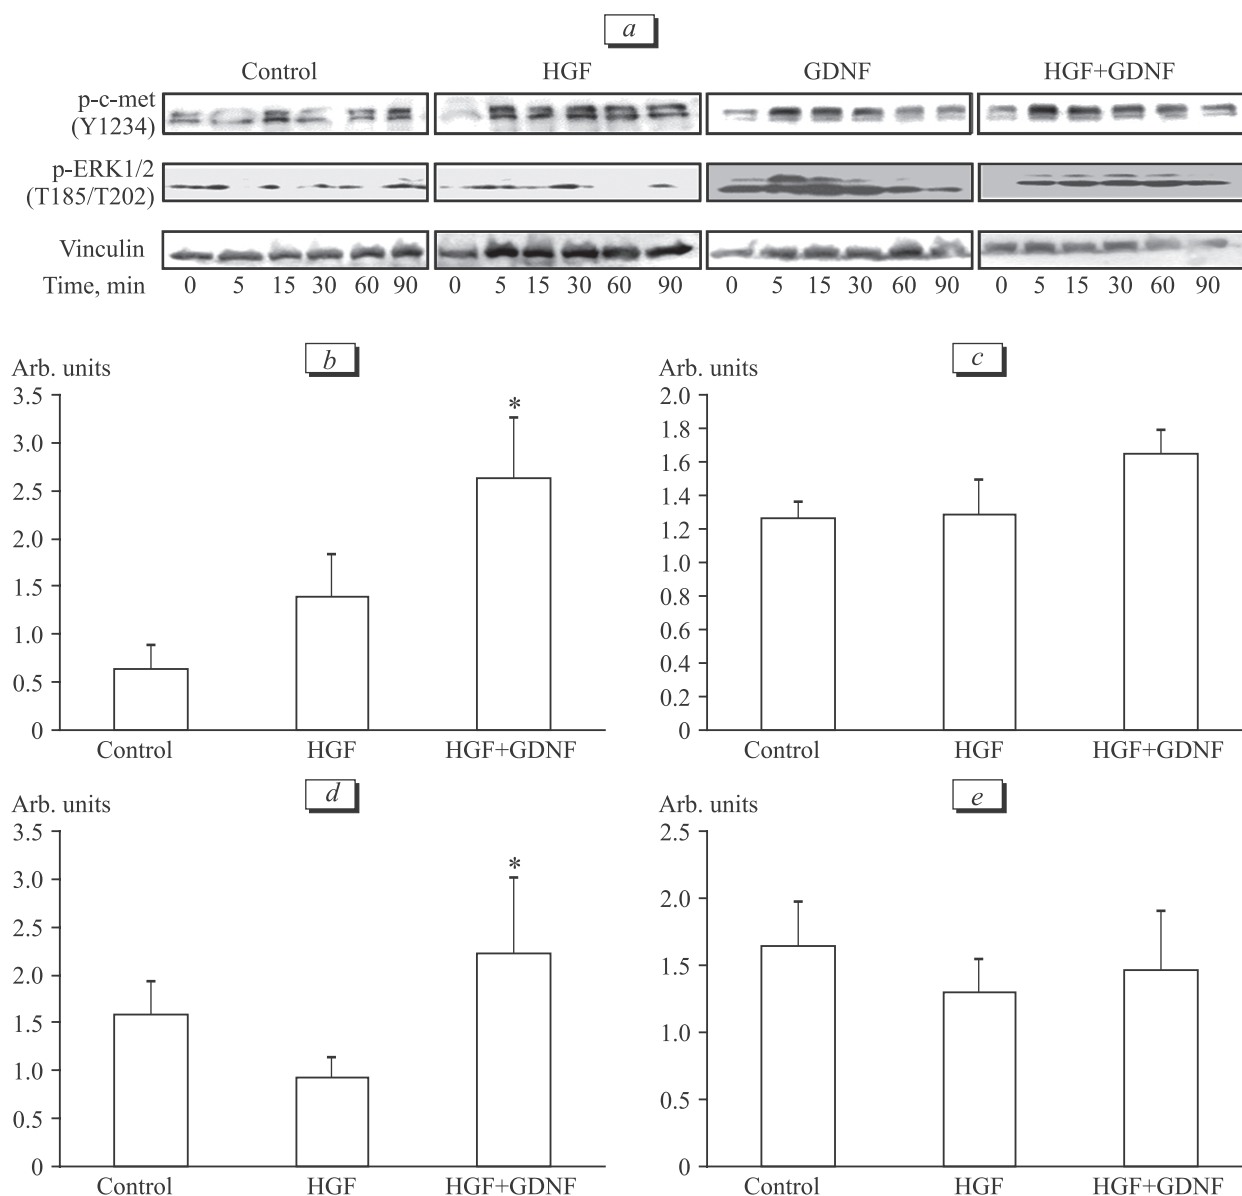 a
Control HGF GDNF HGF+GDNF
p-c-met
(Y1234)
p-ERK1/2
(T185/T202)
Vinculin
Time, min 0 5 15 30 60 90 0 5 15 30 60 90 0 5 15 30 60 90 0 5 15 30 60 90
b
Arb. units
3.5
3.0
2.5
2.0
1.5
1.0
0.5
0
*
Control HGF HGF+GDNF
c
Arb. units
2.0
1.8
1.6
1.4
1.2
1.0
0.8
0.6
0.4
0.2
0
Control HGF HGF+GDNF
d
Arb. units
3.5
3.0
2.5
2.0
1.5
1.0
0.5
0
*
Control HGF HGF+GDNF
e
Arb. units
2.5
2.0
1.5
1.0
0.5
0
Control HGF HGF+GDNF